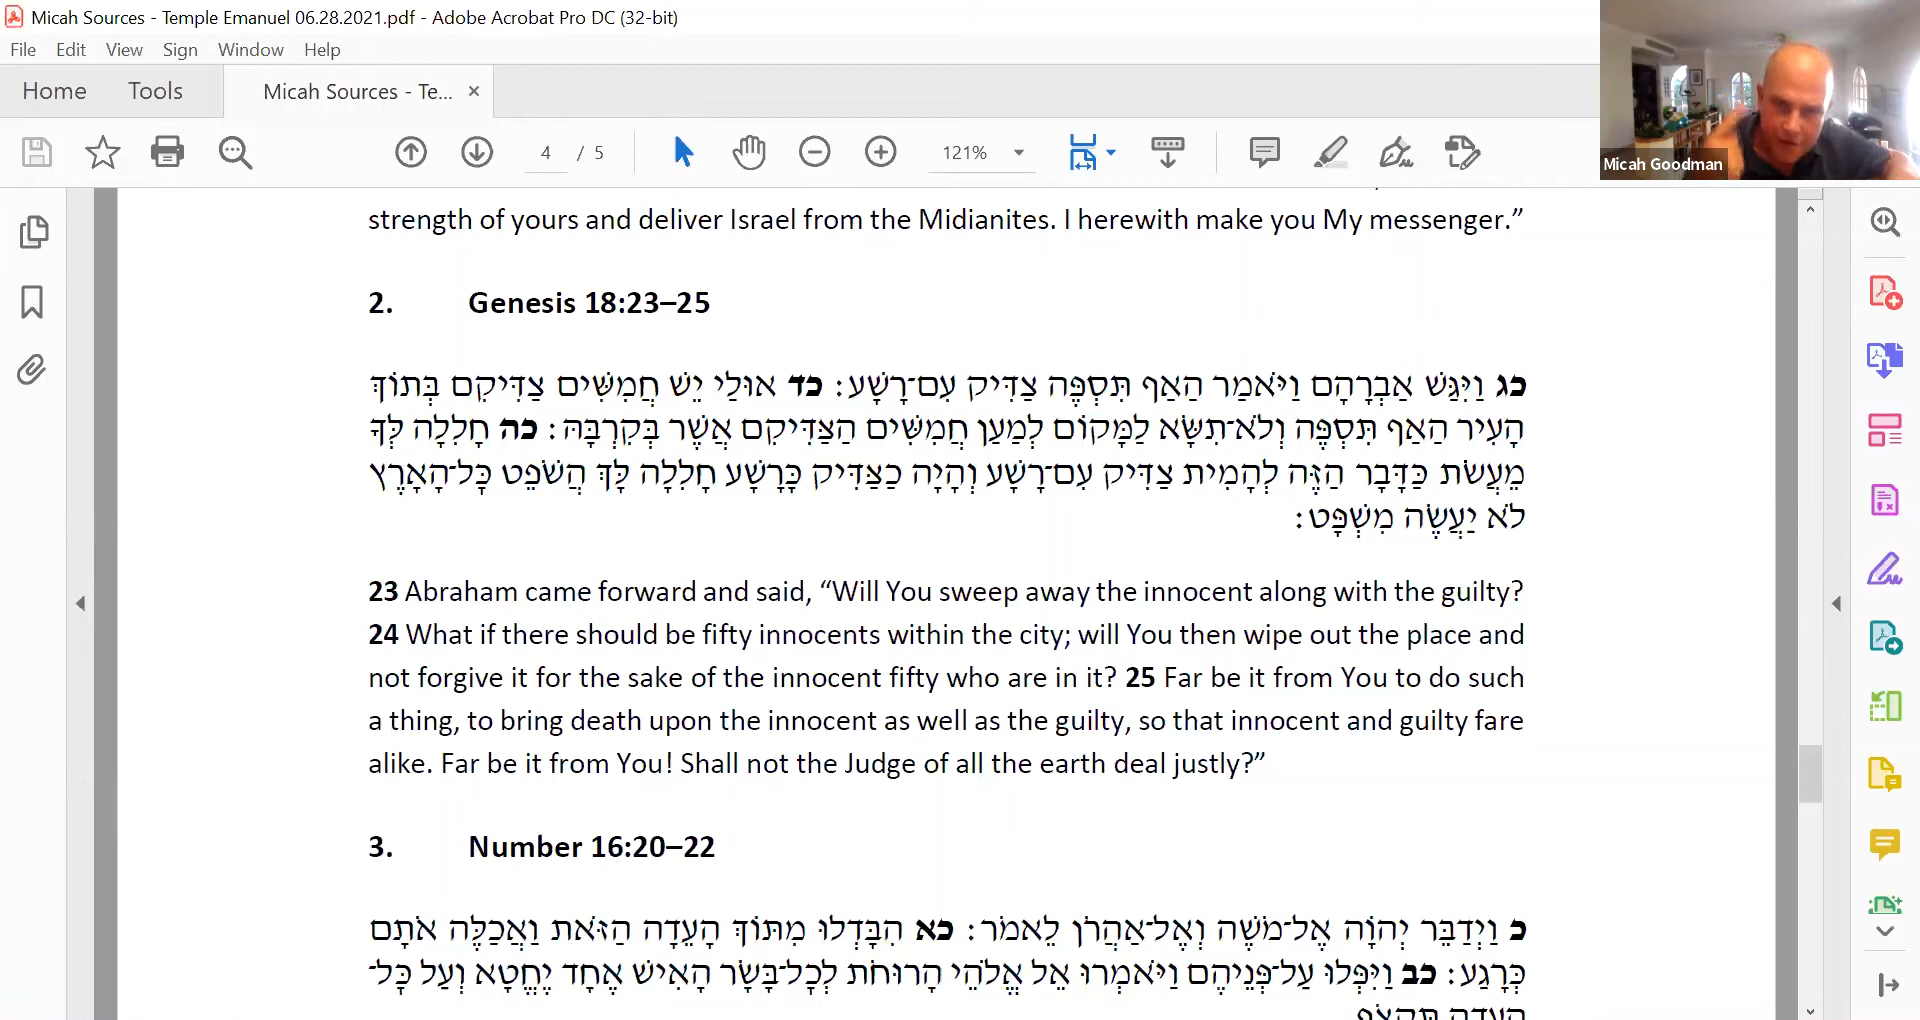 Micah Sources - Temple Emanuel 06.28.2021.pdf - Adobe Acrobat Pro DC (32-bit)
File Edit View Sign Window Help
Home Tools Micah Sources - Te... ×
4 / 5 121%
Micah Goodman
strength of yours and deliver Israel from the Midianites. I herewith make you My messenger.”
2. Genesis 18:23–25
כג וַיִּגַּשׁ אַבְרָהָם וַיֹּאמַר הַאַף תִּסְפֶּה צַדִּיק עִם־רָשָׁע: כד אוּלַי יֵשׁ חֲמִשִּׁים צַדִּיקִם בְּתוֹךְ
הָעִיר הַאַף תִּסְפֶּה וְלֹא־תִשָּׂא לַמָּקוֹם לְמַעַן חֲמִשִּׁים הַצַּדִּיקִם אֲשֶׁר בְּקִרְבָּהּ: כה חָלִלָה לְּךָ
מֵעֲשֹׂת כַּדָּבָר הַזֶּה לְהָמִית צַדִּיק עִם־רָשָׁע וְהָיָה כַצַּדִּיק כָּרָשָׁע חָלִלָה לָּךְ הֲשֹׁפֵט כָּל־הָאָרֶץ
לֹא יַעֲשֶׂה מִשְׁפָּט:
23 Abraham came forward and said, “Will You sweep away the innocent along with the guilty?
24 What if there should be fifty innocents within the city; will You then wipe out the place and
not forgive it for the sake of the innocent fifty who are in it? 25 Far be it from You to do such
a thing, to bring death upon the innocent as well as the guilty, so that innocent and guilty fare
alike. Far be it from You! Shall not the Judge of all the earth deal justly?”
3. Number 16:20–22
כ וַיְדַבֵּר יְהוָֹה אֶל־מֹשֶׁה וְאֶל־אַהֲרֹן לֵאמֹר: כא הִבָּדְלוּ מִתּוֹךְ הָעֵדָה הַזֹּאת וַאֲכַלֶּה אֹתָם
כְּרָגַע: כב וַיִּפְּלוּ עַל־פְּנֵיהֶם וַיֹּאמְרוּ אֵל אֱלֹהֵי הָרוּחֹת לְכָל־בָּשָׂר הָאִישׁ אֶחָד יֶחֱטָא וְעַל כָּל־